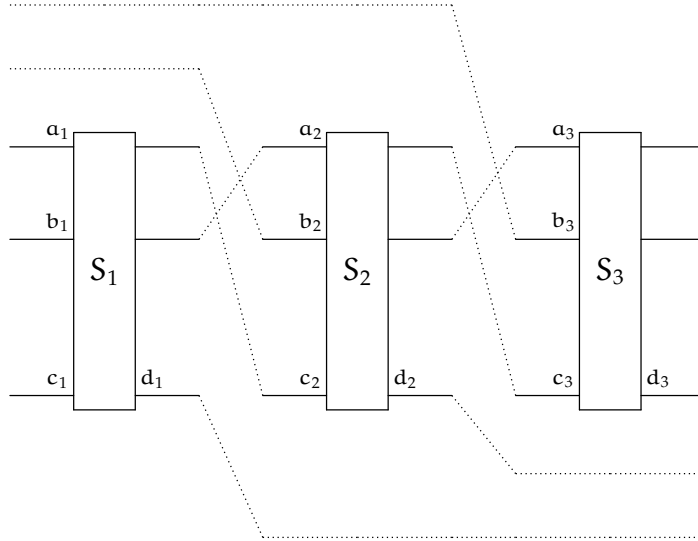 a₁ a₂ a₃
b₁ b₂ b₃
S₁ S₂ S₃
c₁ d₁ c₂ d₂ c₃ d₃